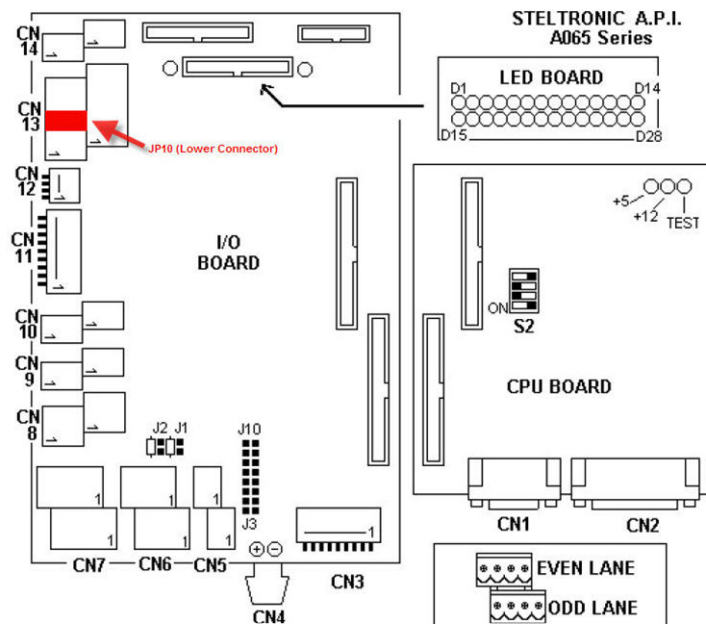 STELTRONIC A.P.I.
A065 Series
LED BOARD
D1
D14
D15
D28
CN
14
CN
13
JP10 (Lower Connector)
CN
12
CN
11
I/O
BOARD
+5
+12
TEST
ON
S2
CN
10
CN
9
CPU BOARD
CN
8
J2
J1
J10
J3
1
1
1
1
CN7
CN6
CN5
CN4
CN3
CN1
CN2
EVEN LANE
ODD LANE